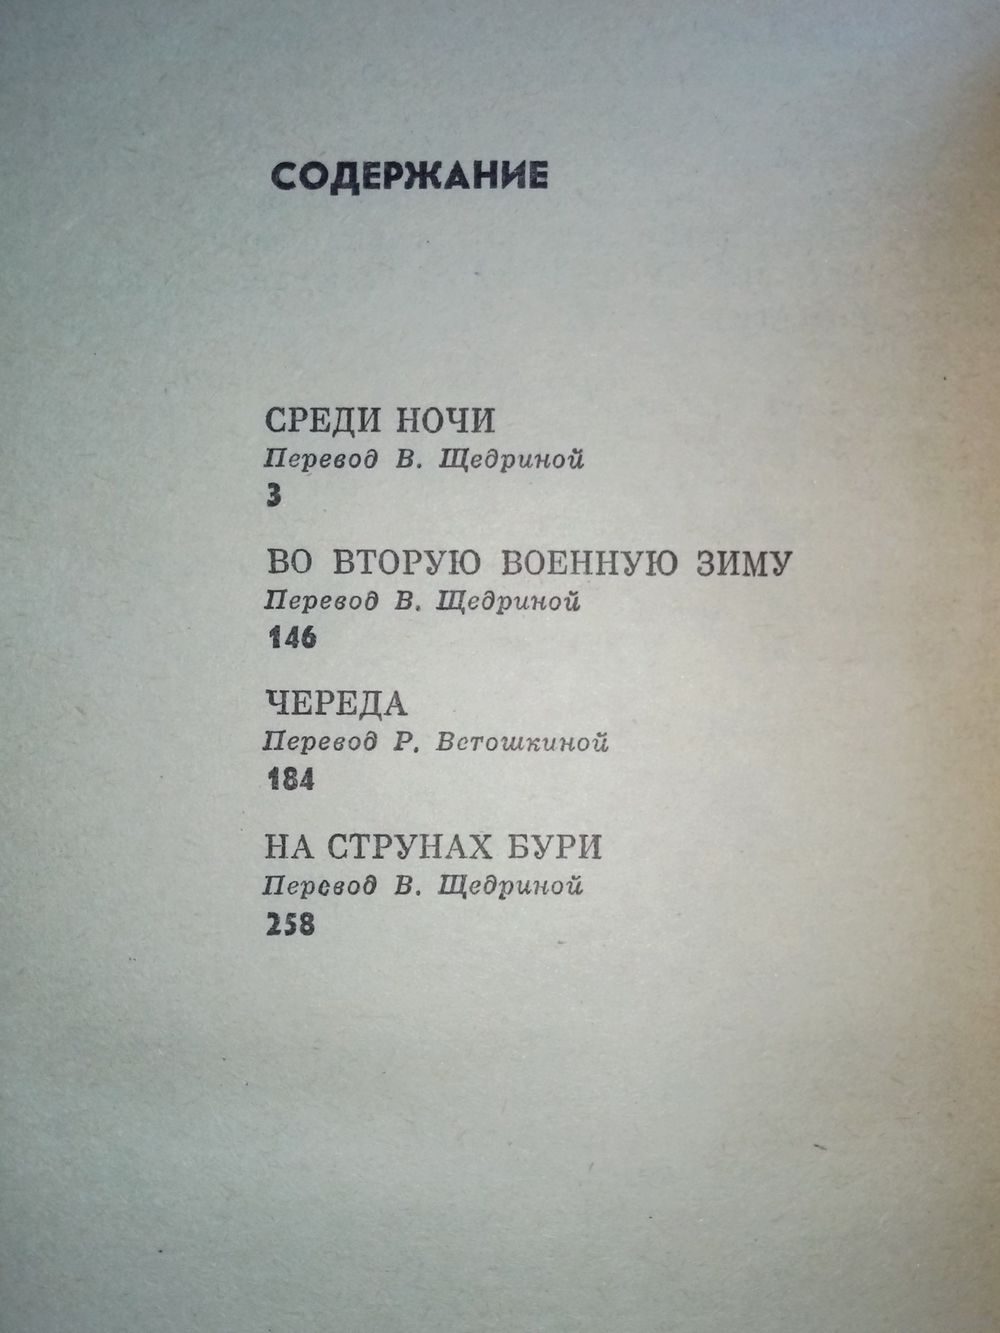 СОДЕРЖАНИЕ
СРЕДИ НОЧИ
Перевод В. Щедриной
3
ВО ВТОРУЮ ВОЕННУЮ ЗИМУ
Перевод В. Щедриной
146
ЧЕРЕДА
Перевод Р. Ветошкиной
184
НА СТРУНАХ БУРИ
Перевод В. Щедриной
258